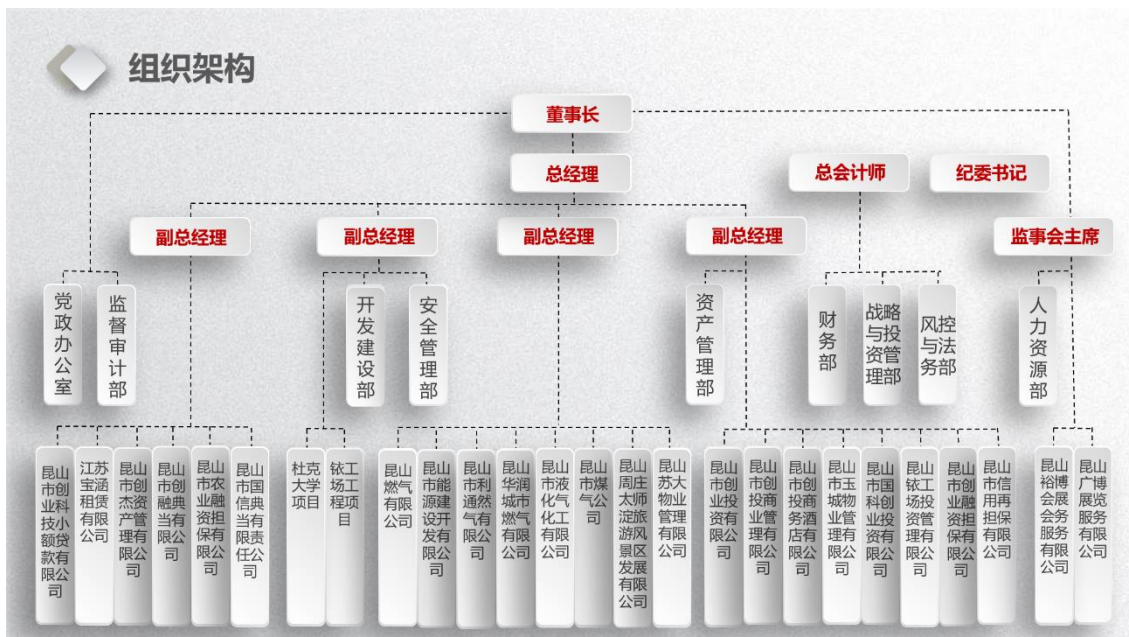 组织架构
董事长
总经理
总会计师
纪委书记
副总经理
副总经理
副总经理
副总经理
监事会主席
党政办公室
监督审计部
开发建设部
安全管理部
资产管理部
财务部
战略与投资管理部
风控与法务部
人力资源部
昆山市创业科技小额贷款有限公司
江苏宝涵租赁有限公司
昆山市创杰资产管理有限公司
昆山市创融典当有限公司
昆山市农业融资担保有限公司
昆山市国信典当有限责任公司
杜克大学项目
铱工场工程项目
昆山燃气有限公司
昆山市能源建设开发有限公司
昆山市利通然气有限公司
昆山华润城市燃气有限公司
昆山市液化气化工有限公司
昆山市煤气公司
昆山周庄太师淀旅游风景区发展有限公司
昆山苏大物业管理有限公司
昆山市创业投资有限公司
昆山市创投商业管理有限公司
昆山市创投商务酒店有限公司
昆山市玉城物业管理有限公司
昆山市国科创业投资有限公司
昆山铱工场投资管理有限公司
昆山市创业融资担保有限公司
昆山市信用再担保有限公司
昆山裕博会展会务服务有限公司
昆山广博展览服务有限公司